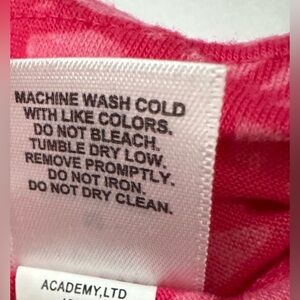 MACHINE WASH COLD
WITH LIKE COLORS.
DO NOT BLEACH.
TUMBLE DRY LOW.
REMOVE PROMPTLY.
DO NOT IRON.
DO NOT DRY CLEAN.
ACADEMY,LTD